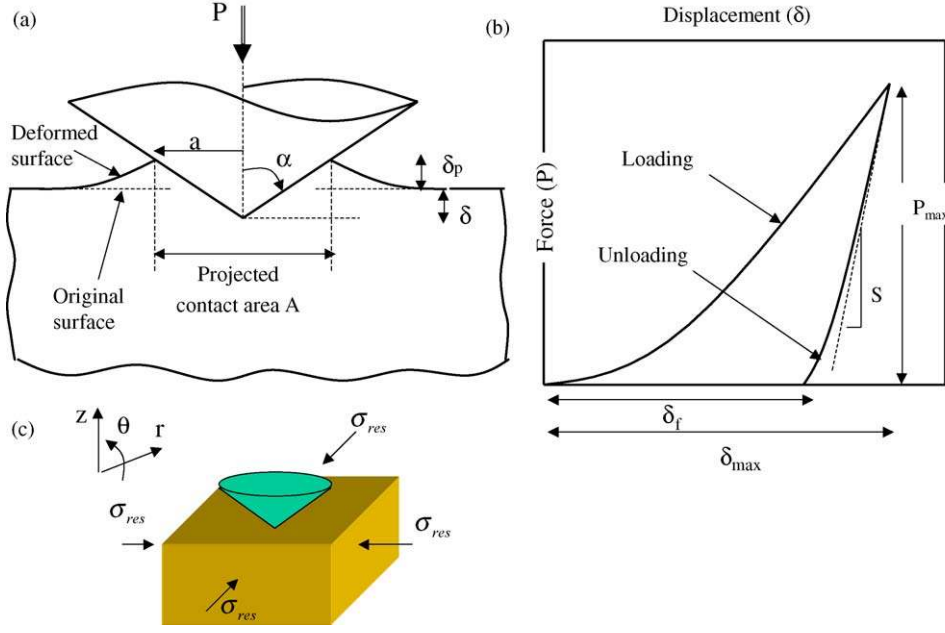 (a)
P
Deformed
surface
a
α
δp
δ
Projected
contact area A
Original
surface
(b)
Displacement (δ)
Force (P)
Loading
Unloading
Pmax
S
δf
δmax
(c)
z
θ
r
σres
σres
σres
σres